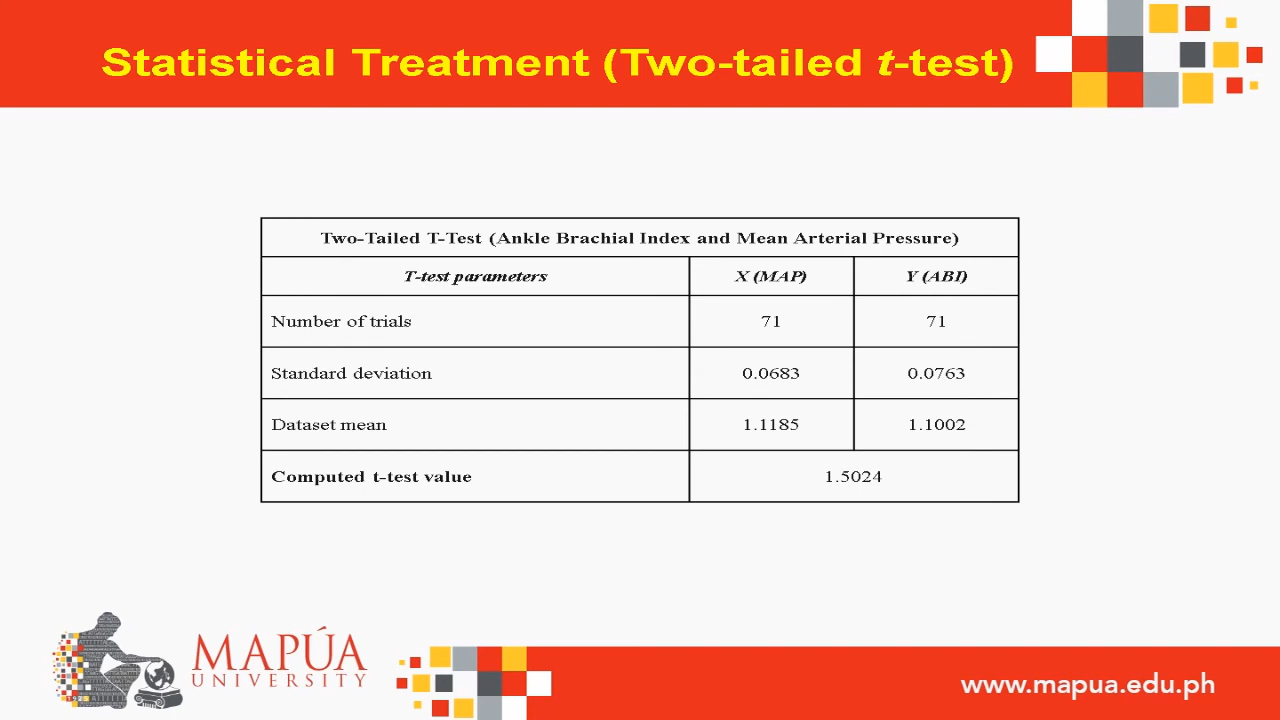 Statistical Treatment (Two-tailed t-test)
Two-Tailed T-Test (Ankle Brachial Index and Mean Arterial Pressure)
T-test parameters X (MAP) Y (ABI)
Number of trials 71 71
Standard deviation 0.0683 0.0763
Dataset mean 1.1185 1.1002
Computed t-test value 1.5024
MAPÚA
UNIVERSITY
www.mapua.edu.ph